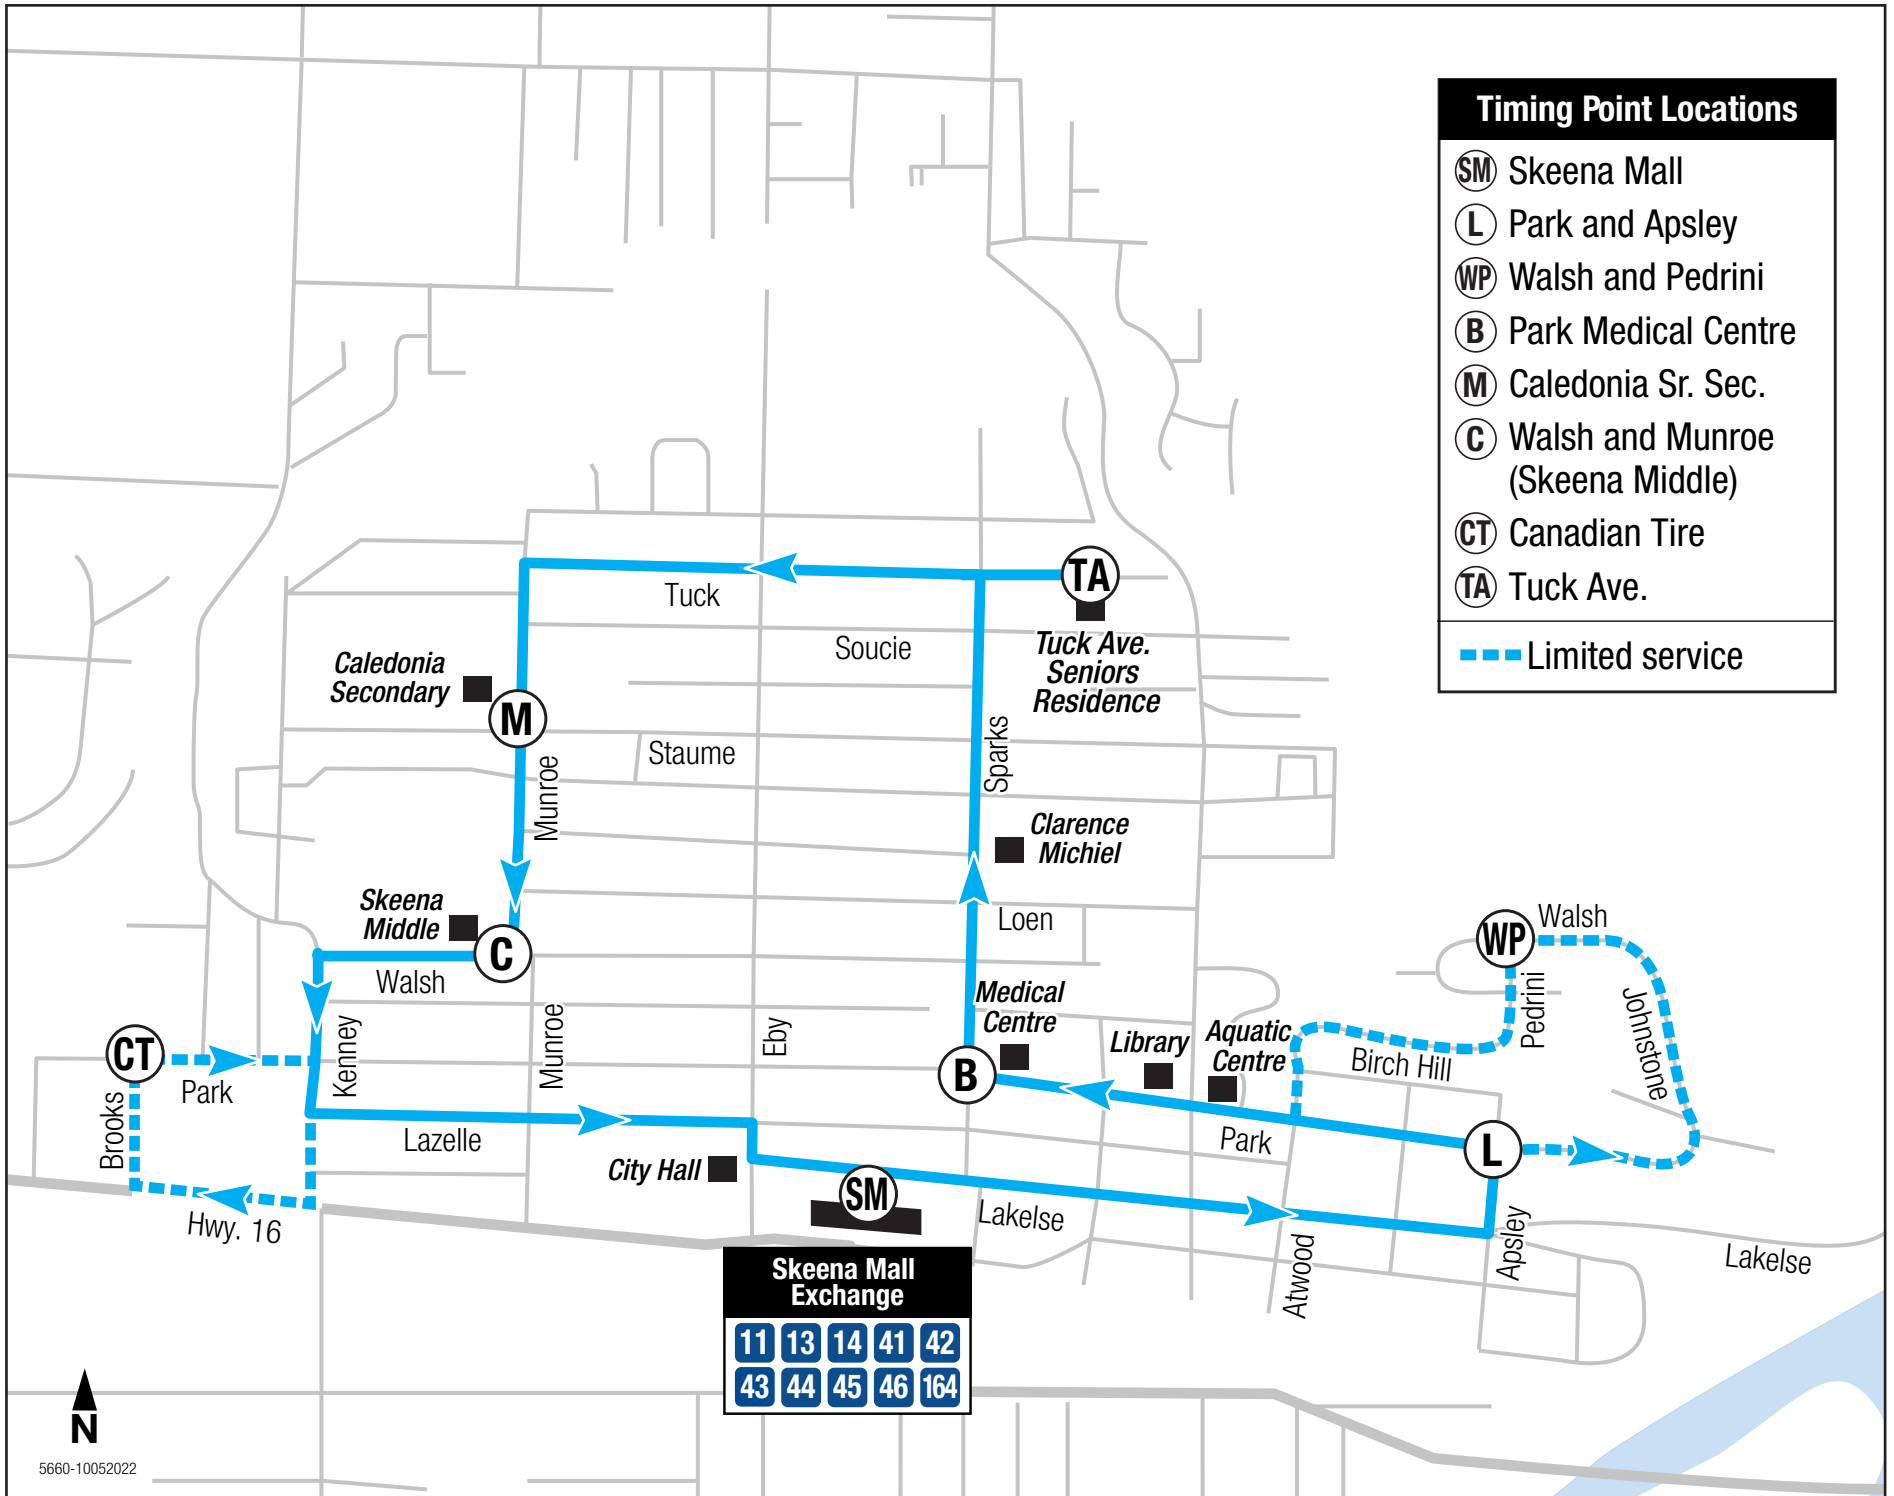 Timing Point Locations
SM Skeena Mall
L Park and Apsley
WP Walsh and Pedrini
B Park Medical Centre
M Caledonia Sr. Sec.
C Walsh and Munroe
(Skeena Middle)
CT Canadian Tire
TA Tuck Ave.
Limited service
TA
Tuck
Soucie
Tuck Ave.
Seniors
Residence
Caledonia
Secondary
M
Staume
Sparks
Munroe
Clarence
Michiel
Skeena
Middle
C
Loen
WP
Walsh
Walsh
Pedrini
Johnstone
Medical
Centre
Library
Aquatic
Centre
Birch Hill
CT
Park
Kenney
Munroe
Eby
B
Brooks
Lazelle
Park
L
City Hall
SM
Lakelse
Hwy. 16
Atwood
Apsley
Lakelse
Skeena Mall
Exchange
11 13 14 41 42
43 44 45 46 164
N
5660-10052022